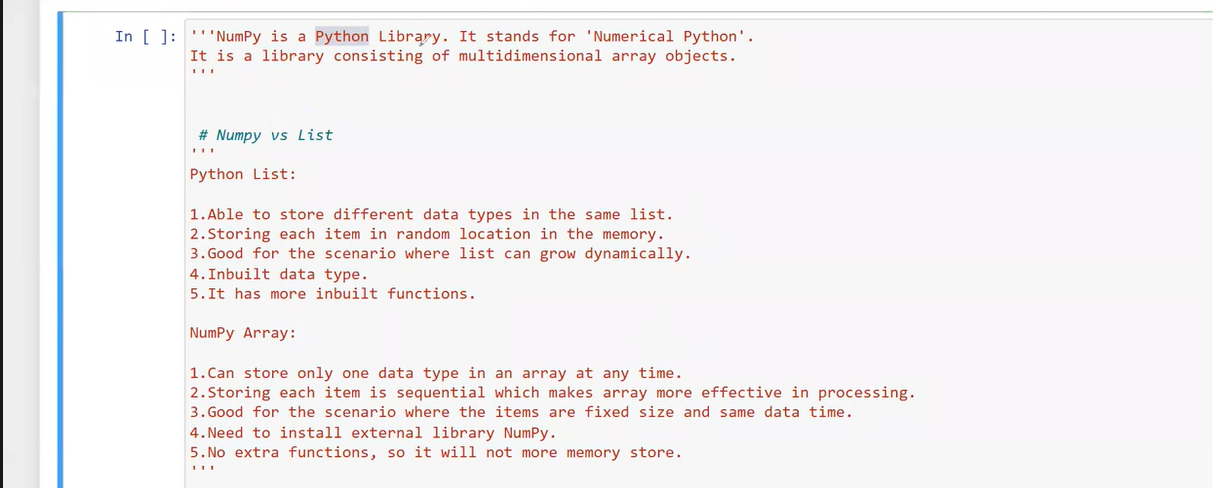 In [ ]: '''NumPy is a Python Library. It stands for 'Numerical Python'.
It is a library consisting of multidimensional array objects.
'''
# Numpy vs List
'''
Python List:
1.Able to store different data types in the same list.
2.Storing each item in random location in the memory.
3.Good for the scenario where list can grow dynamically.
4.Inbuilt data type.
5.It has more inbuilt functions.
NumPy Array:
1.Can store only one data type in an array at any time.
2.Storing each item is sequential which makes array more effective in processing.
3.Good for the scenario where the items are fixed size and same data time.
4.Need to install external library NumPy.
5.No extra functions, so it will not more memory store.
'''